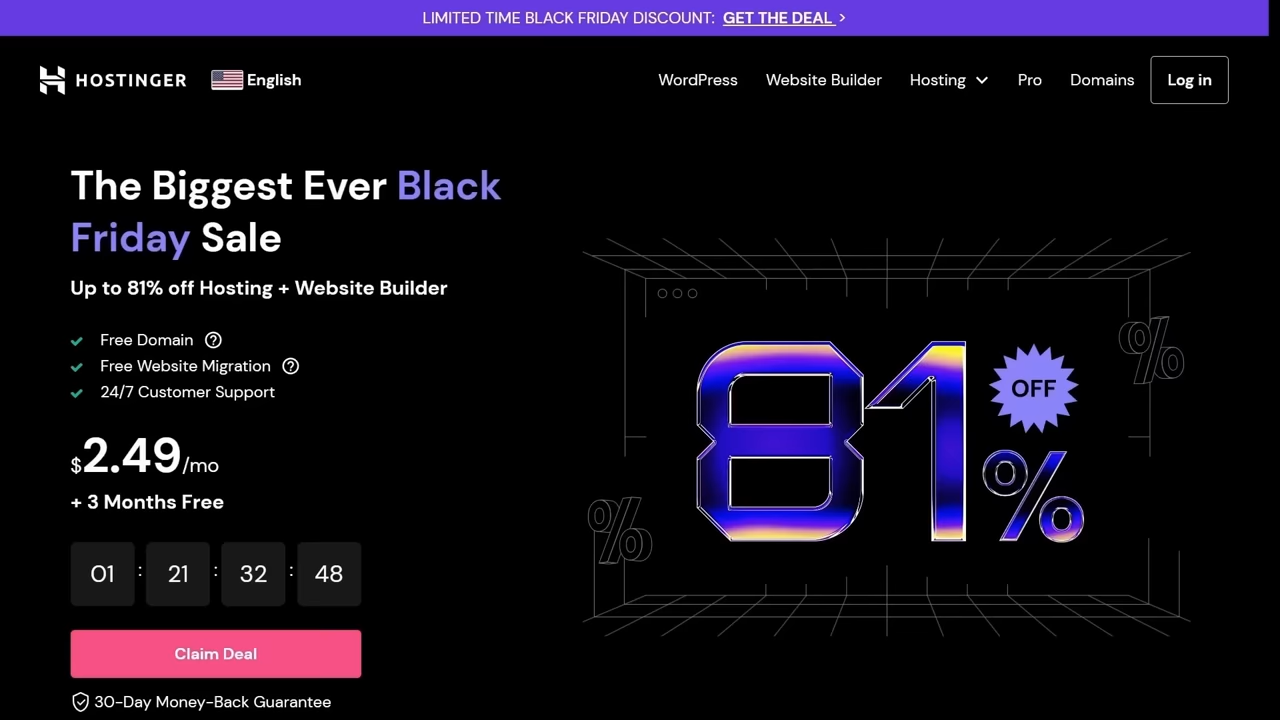 LIMITED TIME BLACK FRIDAY DISCOUNT: GET THE DEAL >
HOSTINGER English WordPress Website Builder Hosting Pro Domains Log in
The Biggest Ever Black
Friday Sale
Up to 81% off Hosting + Website Builder
Free Domain ?
Free Website Migration ?
24/7 Customer Support
$2.49/mo
+ 3 Months Free
01 : 21 : 32 : 48
Claim Deal
30-Day Money-Back Guarantee
81%
OFF
%
%